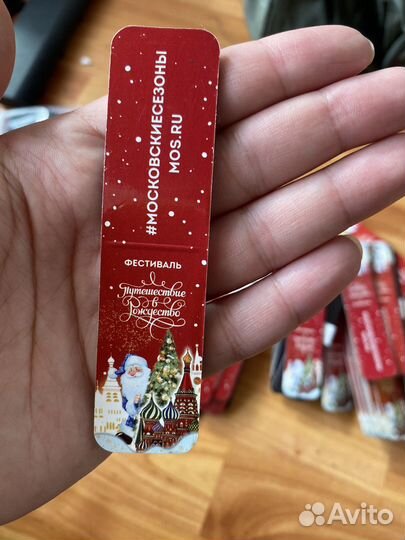 #МОСКОВСКИЕСЕЗОНЫ
MOS.RU
ФЕСТИВАЛЬ
Путешествие
в
Рождество
Avito